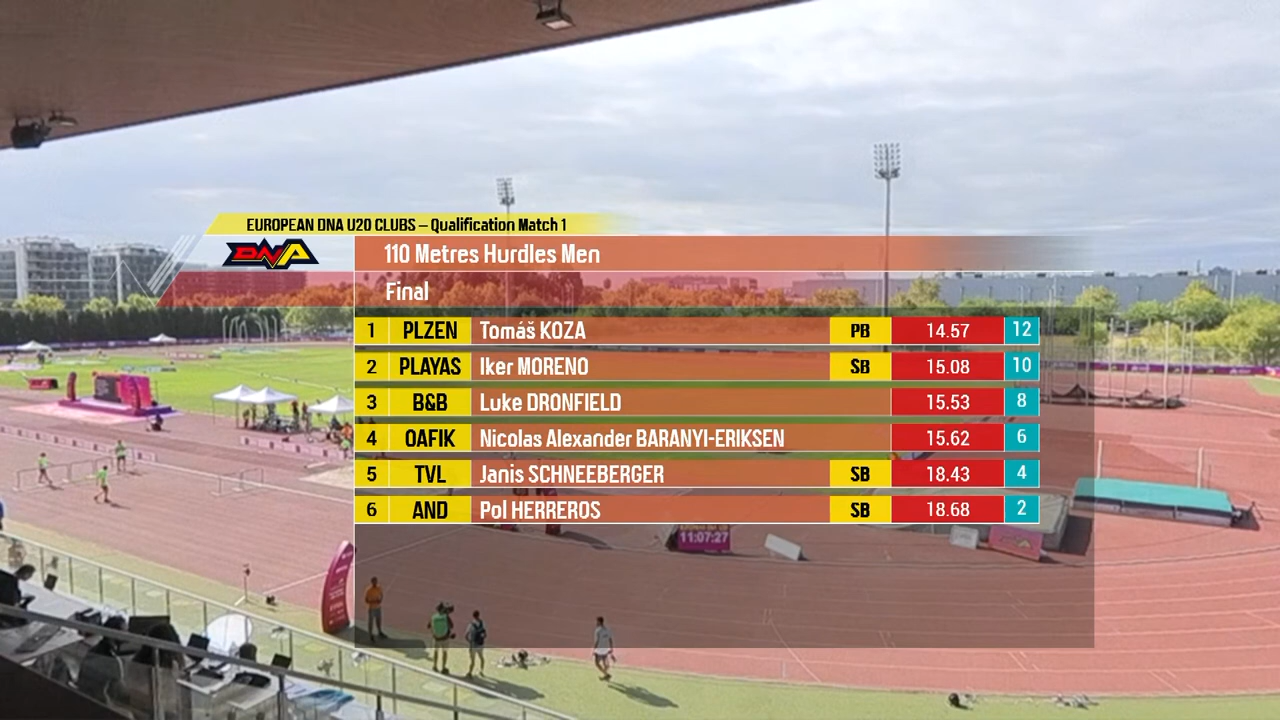 EUROPEAN DNA U20 CLUBS – Qualification Match 1
DNA
110 Metres Hurdles Men
Final
1 PLZEN Tomáš KOZA PB 14.57 12
2 PLAYAS Iker MORENO SB 15.08 10
3 B&B Luke DRONFIELD 15.53 8
4 OAFIK Nicolas Alexander BARANYI-ERIKSEN 15.62 6
5 TVL Janis SCHNEEBERGER SB 18.43 4
6 AND Pol HERREROS SB 18.68 2
11:07:27